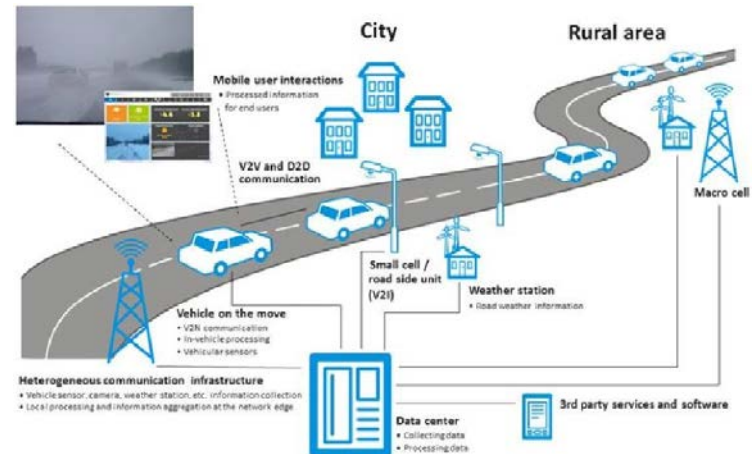 City
Rural area
Mobile user interactions
• Processed information
for end users
V2V and D2D
communication
Macro cell
Small cell /
road side unit
(V2I)
Weather station
• Road weather information
Vehicle on the move
• V2N communication
• In-vehicle processing
• Vehicular sensors
Heterogeneous communication infrastructure
• Vehicle sensor, camera, weather station, etc. information collection
• Local processing and information aggregation at the network edge
Data center
• Collecting data
• Processing data
3rd party services and software